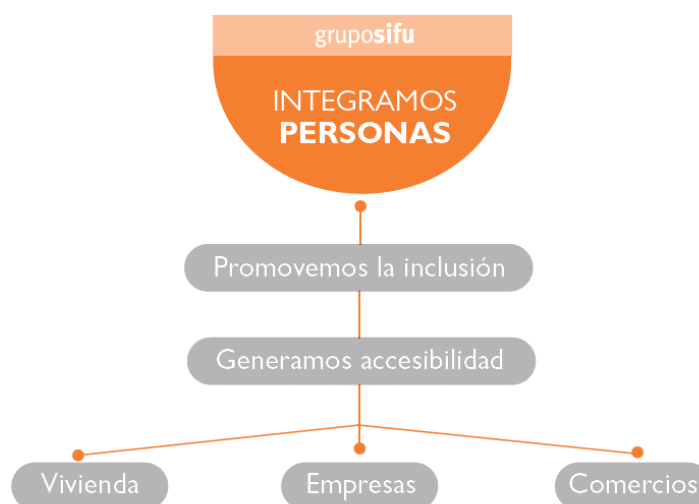 gruposifu
INTEGRAMOS
PERSONAS
Promovemos la inclusión
Generamos accesibilidad
Vivienda
Empresas
Comercios